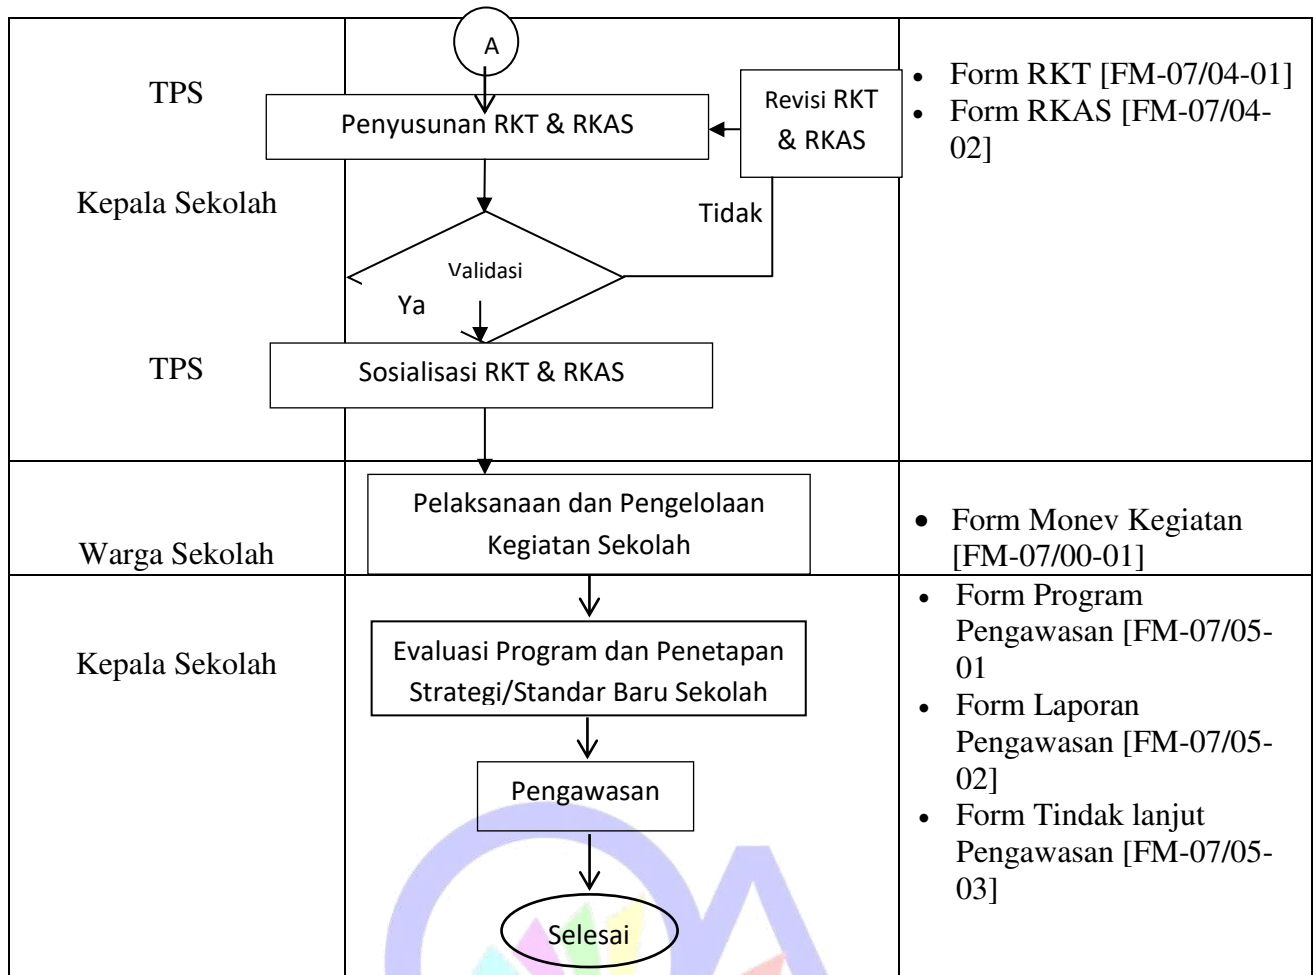 A
TPS
Penyusunan RKT & RKAS
Revisi RKT
& RKAS
• Form RKT [FM-07/04-01]
• Form RKAS [FM-07/04-
02]
Kepala Sekolah
Tidak
Validasi
Ya
TPS
Sosialisasi RKT & RKAS
Warga Sekolah
Pelaksanaan dan Pengelolaan
Kegiatan Sekolah
• Form Monev Kegiatan
[FM-07/00-01]
Kepala Sekolah
Evaluasi Program dan Penetapan
Strategi/Standar Baru Sekolah
Pengawasan
Selesai
• Form Program
Pengawasan [FM-07/05-
01
• Form Laporan
Pengawasan [FM-07/05-
02]
• Form Tindak lanjut
Pengawasan [FM-07/05-
03]